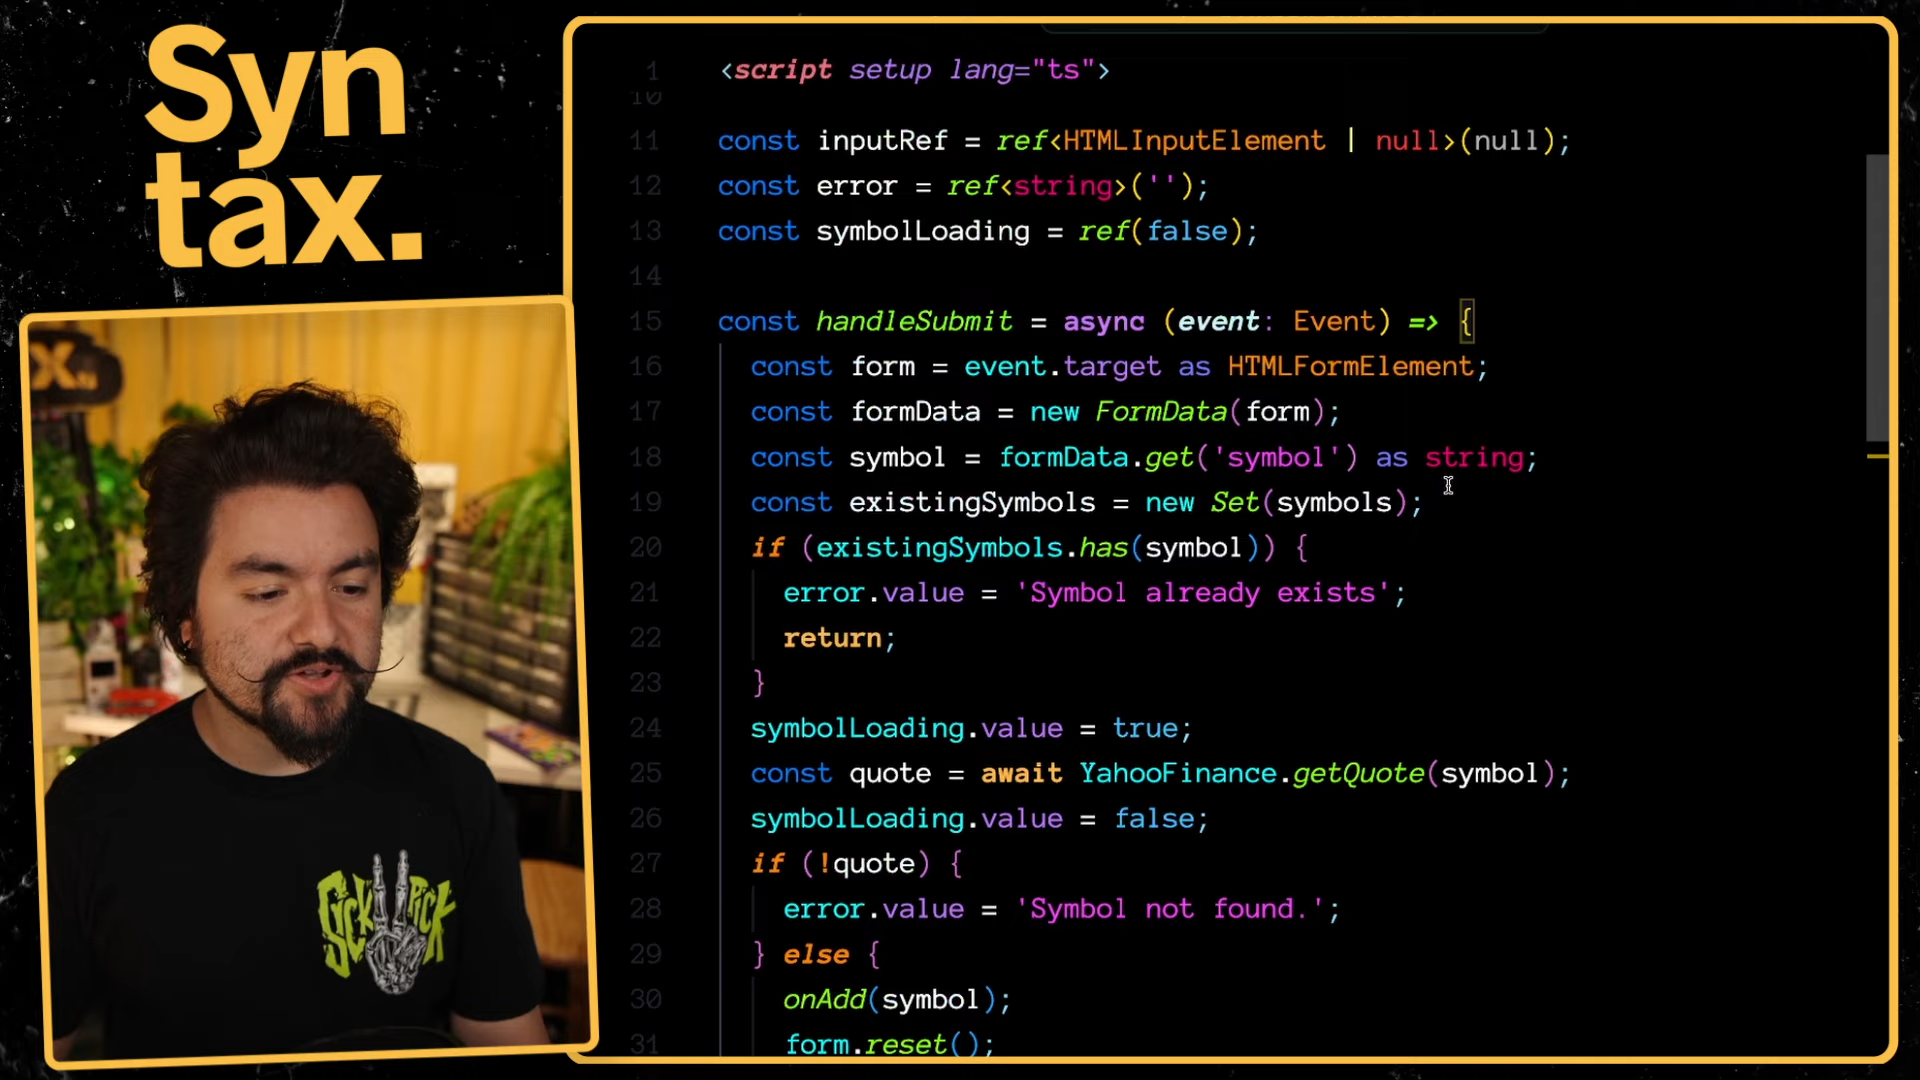 Syn
tax.
1 <script setup lang="ts">
10
11 const inputRef = ref<HTMLInputElement | null>(null);
12 const error = ref<string>('');
13 const symbolLoading = ref(false);
14
15 const handleSubmit = async (event: Event) => {
16 const form = event.target as HTMLFormElement;
17 const formData = new FormData(form);
18 const symbol = formData.get('symbol') as string;
19 const existingSymbols = new Set(symbols);
20 if (existingSymbols.has(symbol)) {
21 error.value = 'Symbol already exists';
22 return;
23 }
24 symbolLoading.value = true;
25 const quote = await YahooFinance.getQuote(symbol);
26 symbolLoading.value = false;
27 if (!quote) {
28 error.value = 'Symbol not found.';
29 } else {
30 onAdd(symbol);
31 form.reset();
SICK PICK